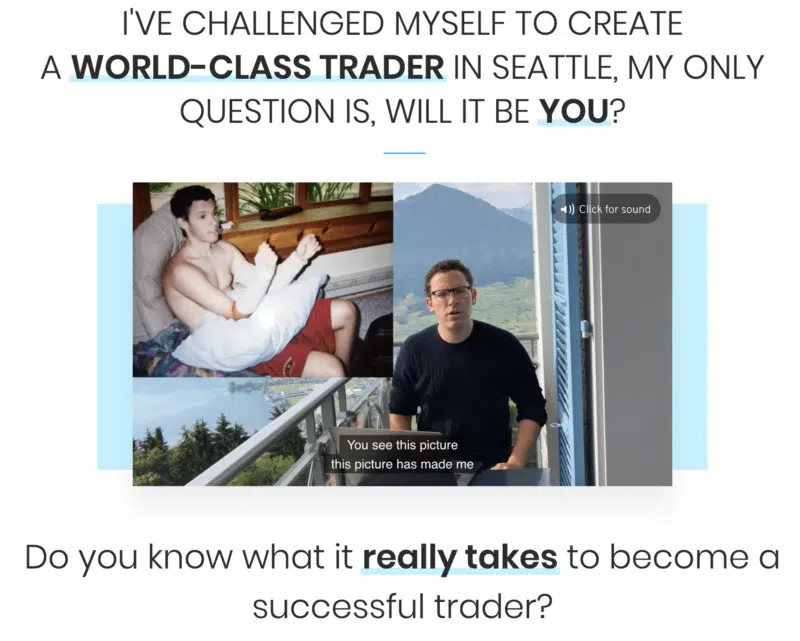 I'VE CHALLENGED MYSELF TO CREATE
A WORLD-CLASS TRADER IN SEATTLE, MY ONLY
QUESTION IS, WILL IT BE YOU?
Click for sound
You see this picture
this picture has made me
Do you know what it really takes to become a
successful trader?